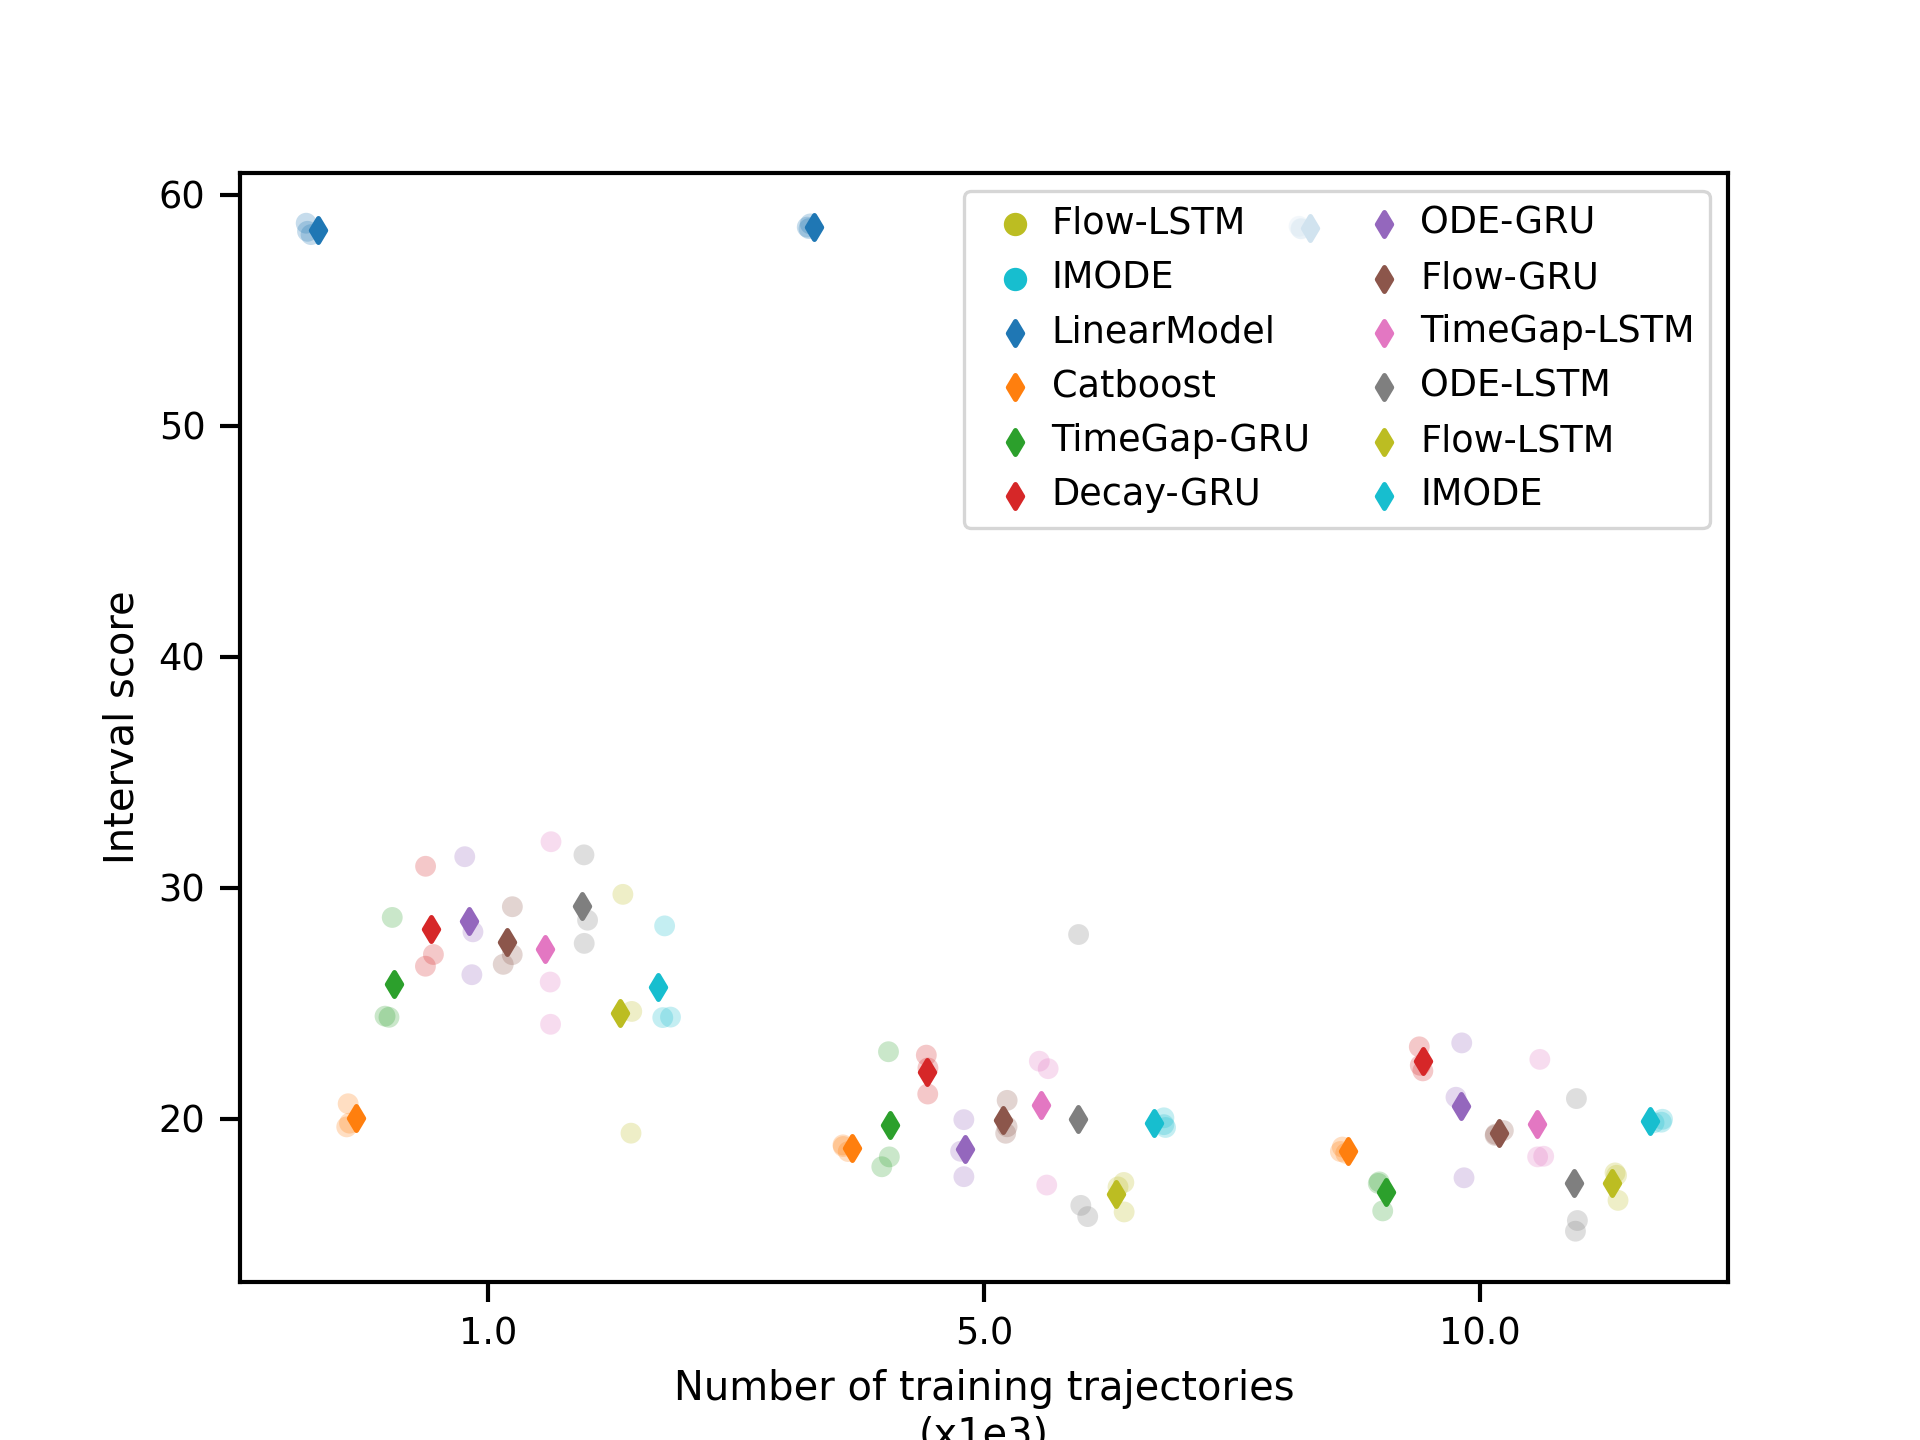 60
50
40
30
20
Interval score
Flow-LSTM
IMODE
LinearModel
Catboost
TimeGap-GRU
Decay-GRU
ODE-GRU
Flow-GRU
TimeGap-LSTM
ODE-LSTM
Flow-LSTM
IMODE
1.0 5.0 10.0
Number of training trajectories
(x1e3)